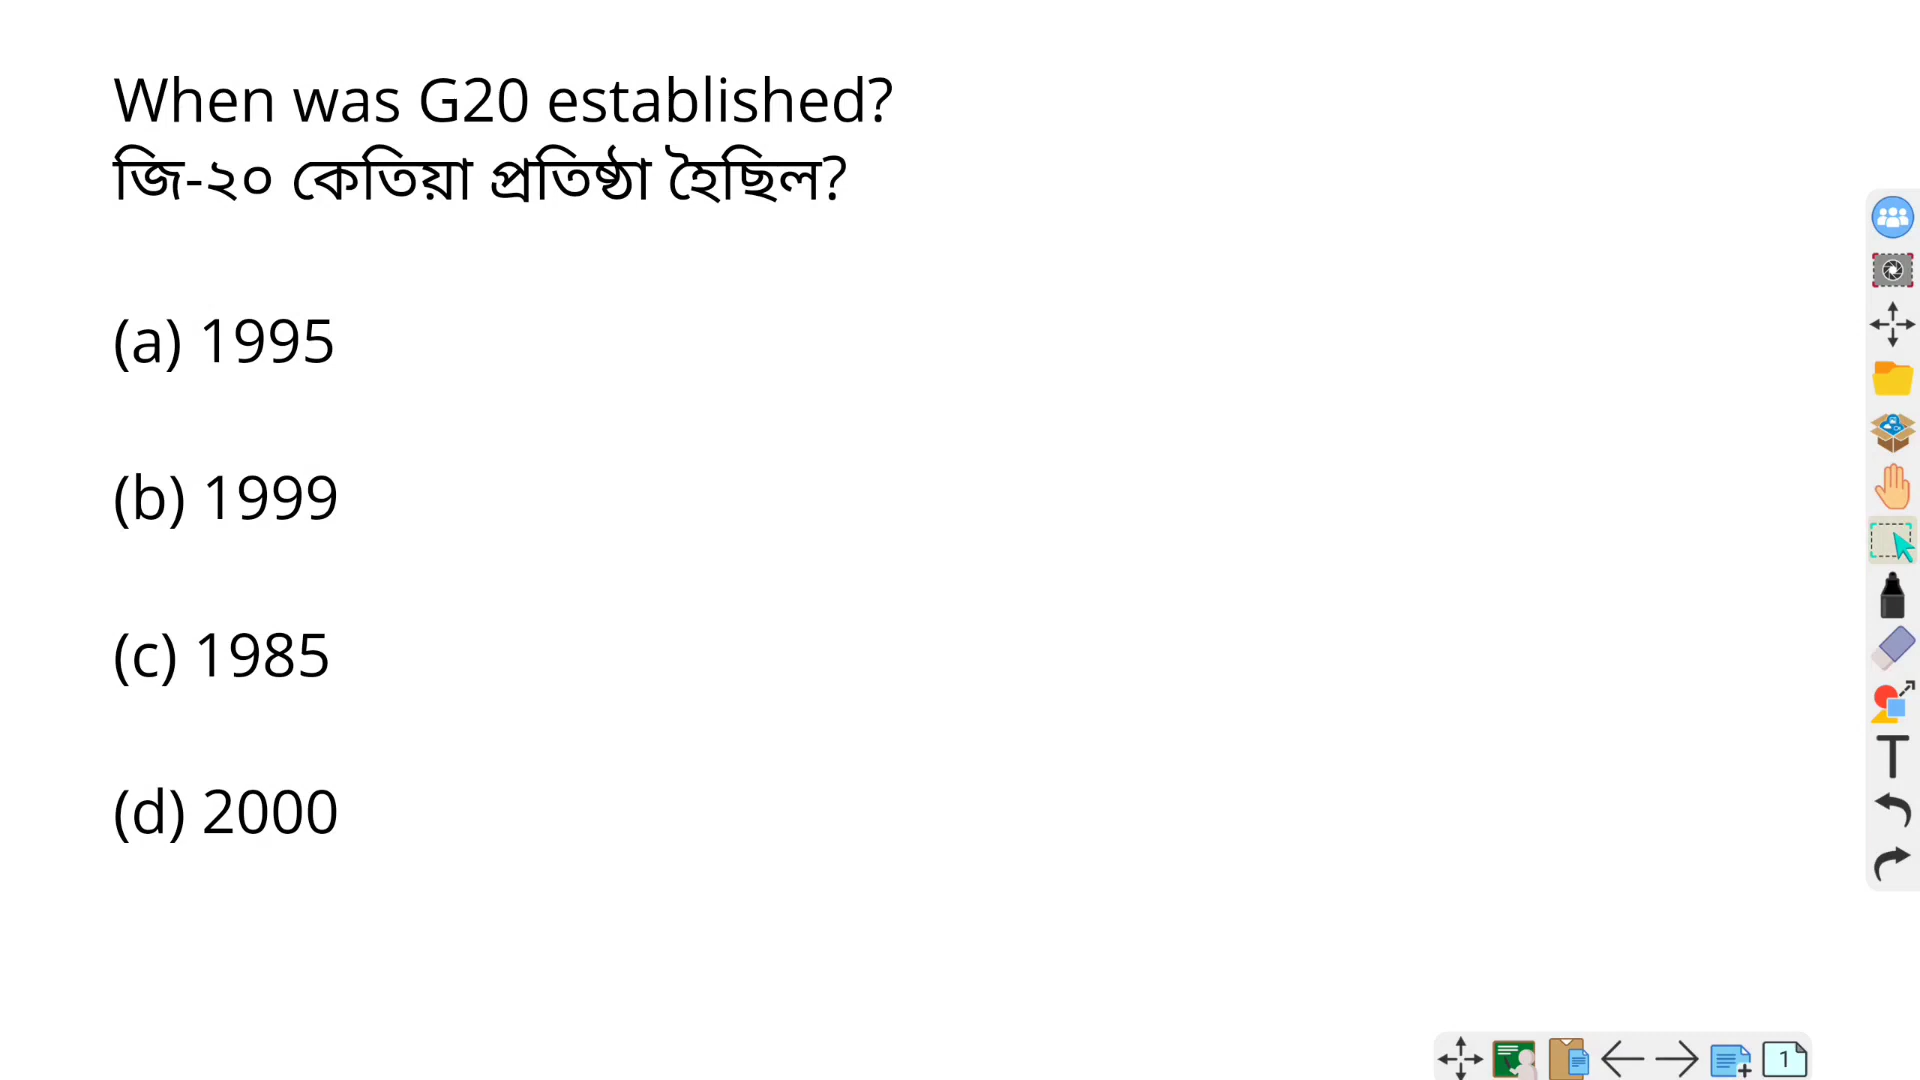 When was G20 established?
জি-২০ কেতিয়া প্ৰতিষ্ঠা হৈছিল?
(a) 1995
(b) 1999
(c) 1985
(d) 2000
T
1